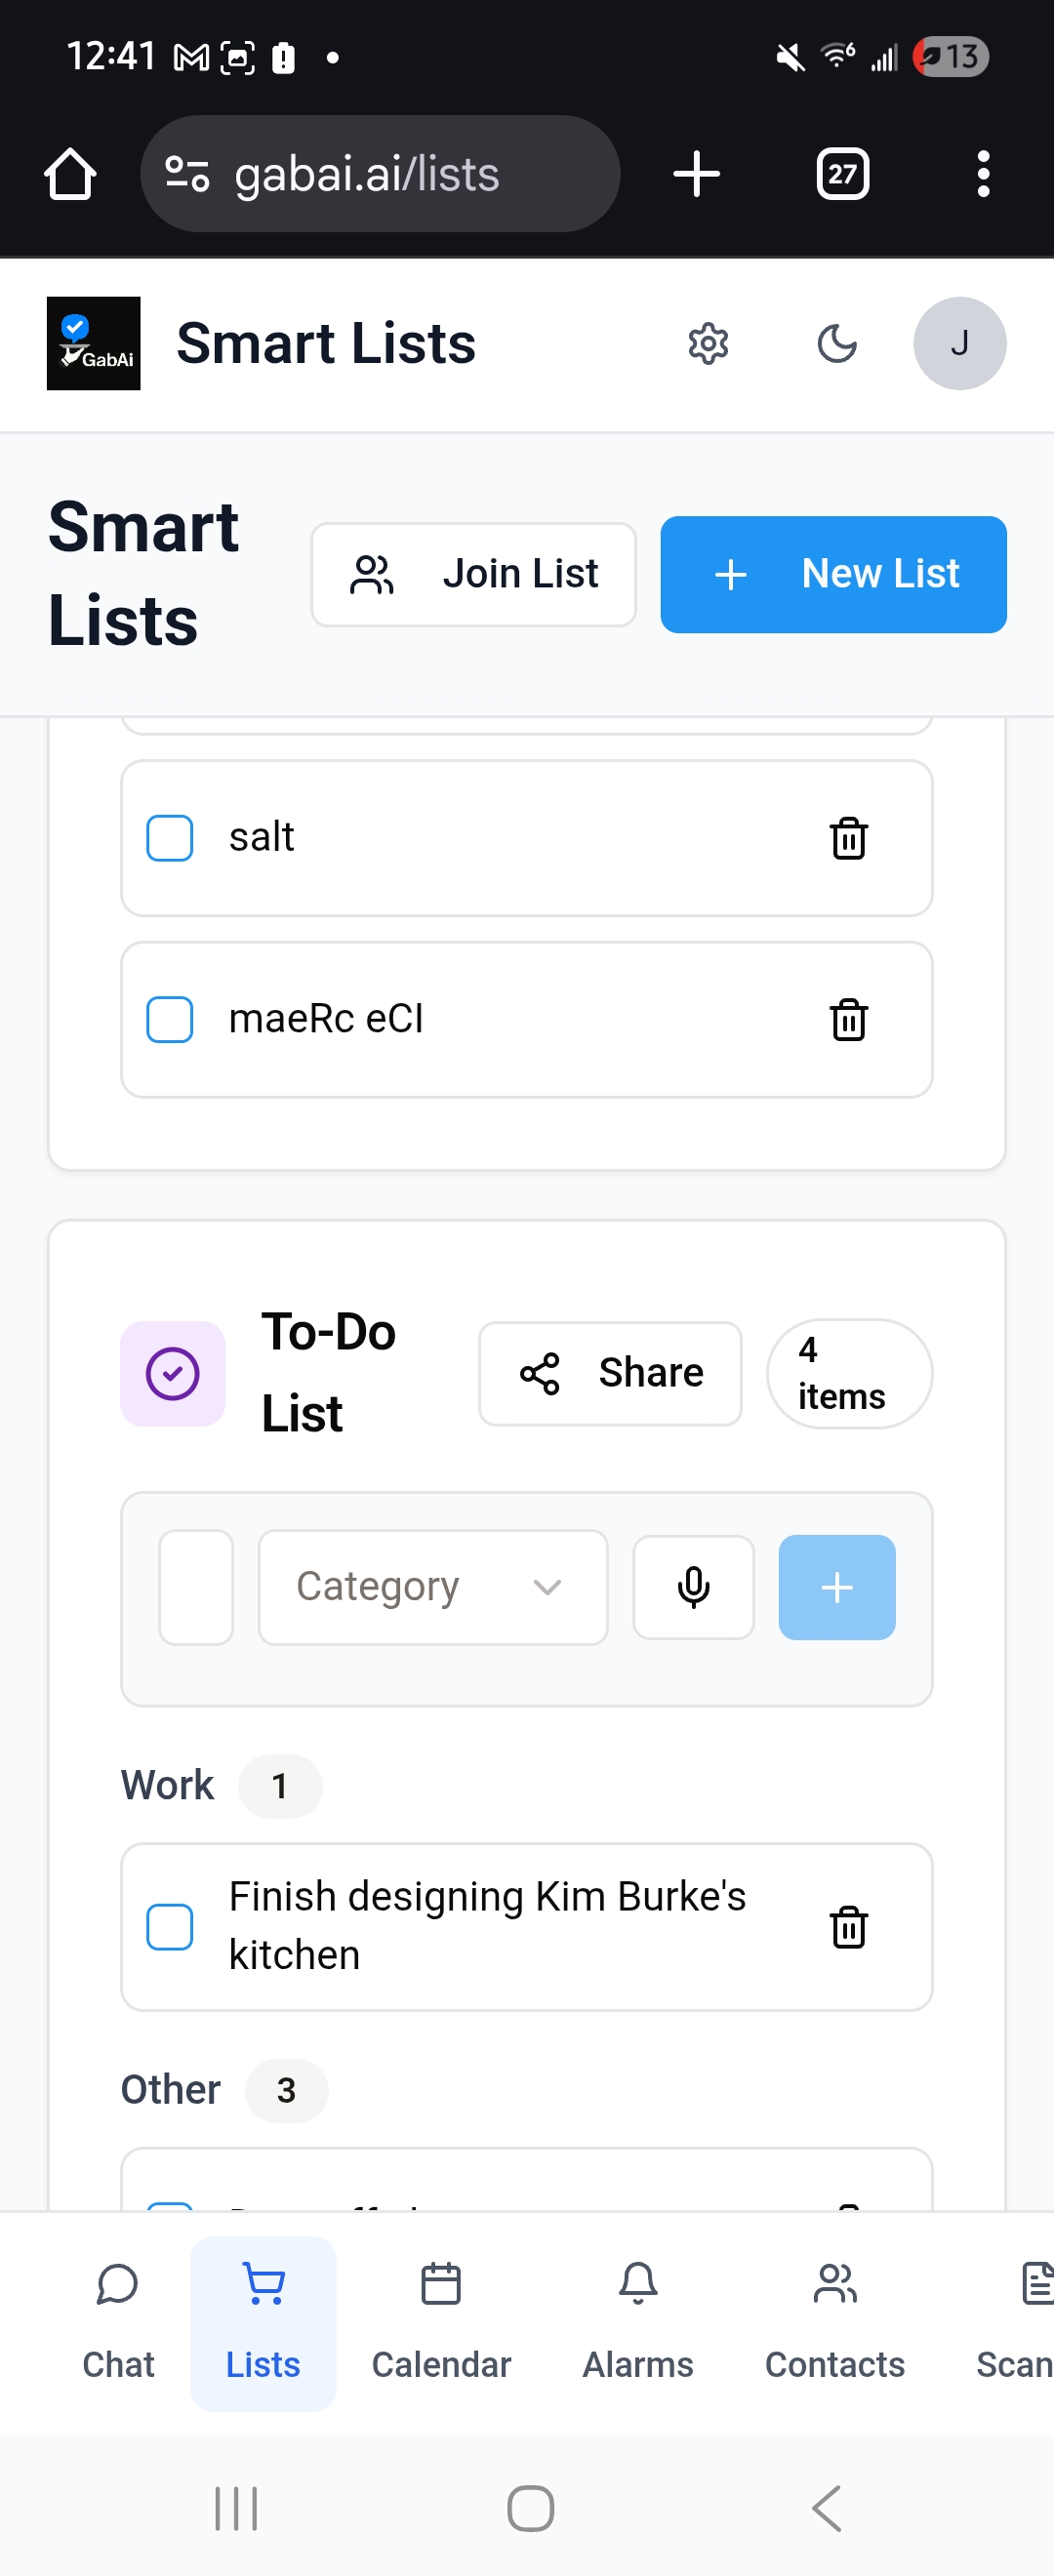 12:41
6
13
gabai.ai/lists
27
GabAi
Smart Lists
J
Smart
Lists
Join List
New List
salt
maeRc eCl
To-Do
List
Share
4
items
Category
Work 1
Finish designing Kim Burke's
kitchen
Other 3
Chat
Lists
Calendar
Alarms
Contacts
Scan